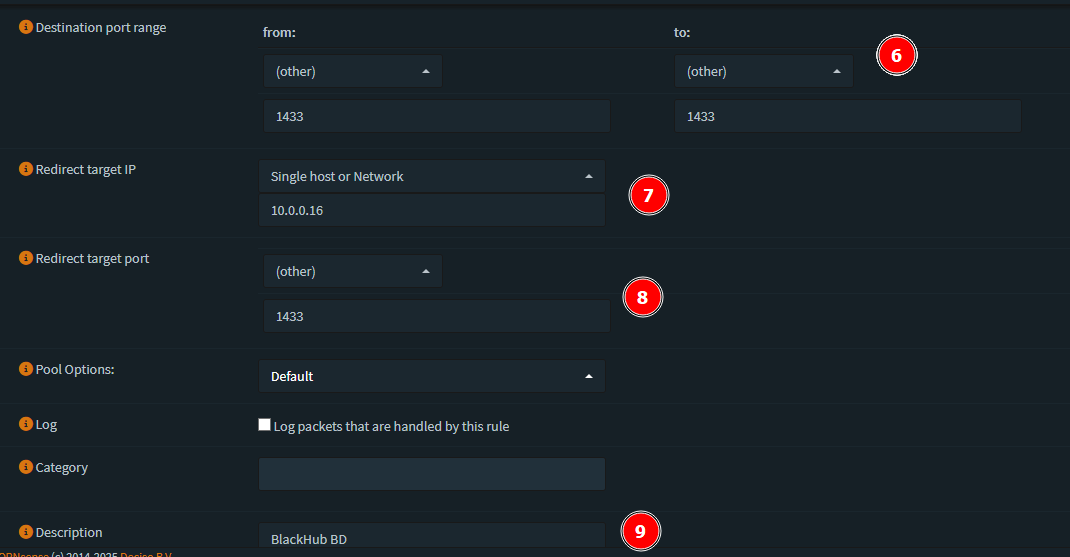 Destination port range
from: to:
(other) (other) 6
1433 1433
Redirect target IP
Single host or Network
7
10.0.0.16
Redirect target port
(other)
8
1433
Pool Options:
Default
Log
Log packets that are handled by this rule
Category
Description
BlackHub BD
9
(c) 2014-2025 Deciso B.V.